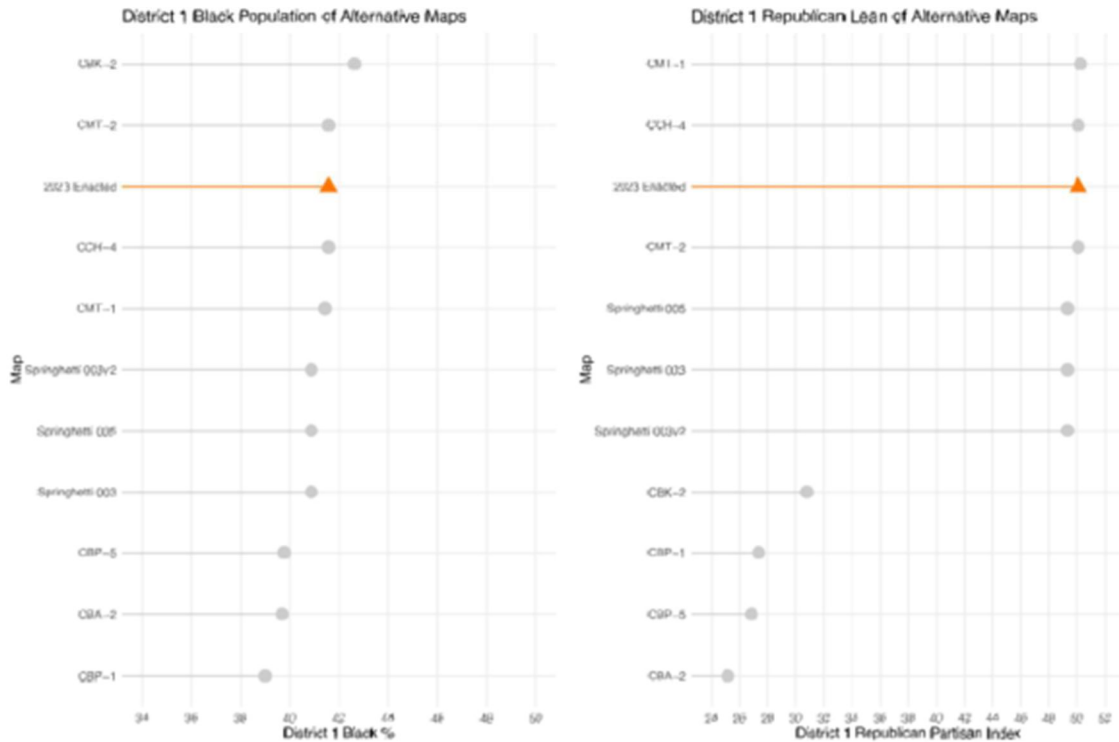 District 1 Black Population of Alternative Maps
CBK-2
CMT-2
2023 Enacted
CCH-4
CMT-1
Springhetti 003v2
Springhetti 005
Springhetti 003
CBP-5
CBA-2
CBP-1
Map
34 36 38 40 42 44 46 48 50
District 1 Black %
District 1 Republican Lean of Alternative Maps
CMT-1
CCH-4
2023 Enacted
CMT-2
Springhetti 005
Springhetti 003
Springhetti 003v2
CBK-2
CBP-1
CBP-5
CBA-2
Map
24 26 28 30 32 34 36 38 40 42 44 46 48 50 52
District 1 Republican Partisan Index